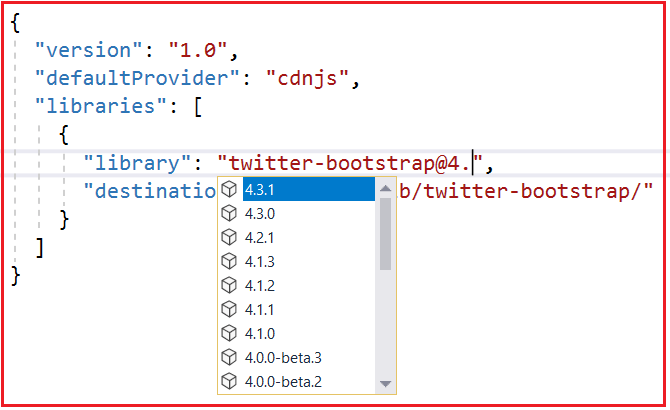 {
"version": "1.0",
"defaultProvider": "cdnjs",
"libraries": [
{
"library": "twitter-bootstrap@4.",
"destinatio b/twitter-bootstrap/"
4.3.1
4.3.0
4.2.1
4.1.3
4.1.2
4.1.1
4.1.0
4.0.0-beta.3
4.0.0-beta.2
}
]
}